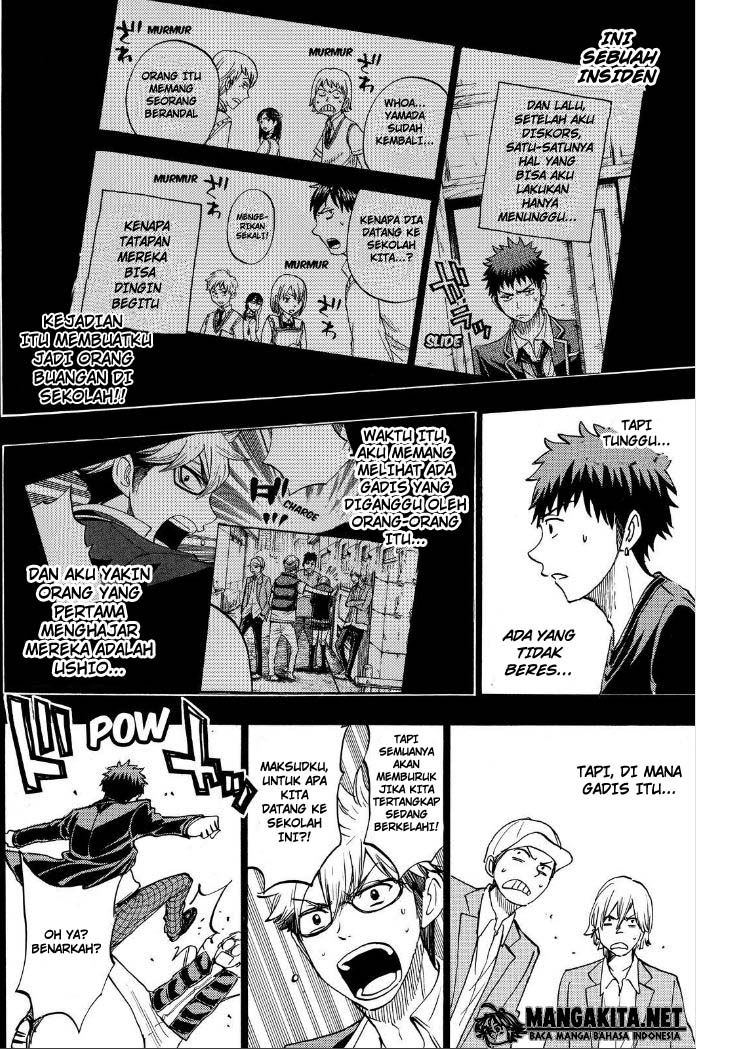 INI
SEBUAH
INSIDEN
DAN LALU,
SETELAH AKU
DISKORS,
SATU-SATUNYA
HAL YANG
BISA AKU
LAKUKAN
HANYA
MENUNGGU...
ズラッ
SLIDE
MURMUR
WHOA...
YAMADA
SUDAH
KEMBALI...
MURMUR
ORANG ITU
MEMANG
SEORANG
BERANDAL
KENAPA DIA
DATANG KE
SEKOLAH
KITA...?
MURMUR
MENGE-
RIKAN
SEKALI!
MURMUR
KENAPA
TATAPAN
MEREKA
BISA
DINGIN
BEGITU
KEJADIAN
ITU MEMBUATKU
JADI ORANG
BUANGAN DI
SEKOLAH!!
TAPI
TUNGGU...
ADA YANG
TIDAK
BERES...
WAKTU ITU,
AKU MEMANG
MELIHAT ADA
GADIS YANG
DIGANGGU OLEH
ORANG-ORANG
ITU...
CHARGE
DAN AKU YAKIN
ORANG YANG
PERTAMA
MENGHAJAR
MEREKA ADALAH
USHIO...
TAPI, DI MANA
GADIS ITU...
TAPI
SEMUANYA
AKAN
MEMBURUK
JIKA KITA
TERTANGKAP
SEDANG
BERKELAHI!
MAKSUDKU,
UNTUK APA
KITA
DATANG KE
SEKOLAH
INI?!
POW
ドガッ
OH YA?
BENARKAH?
MANGAKITA.NET
BACA MANGA BAHASA INDONESIA